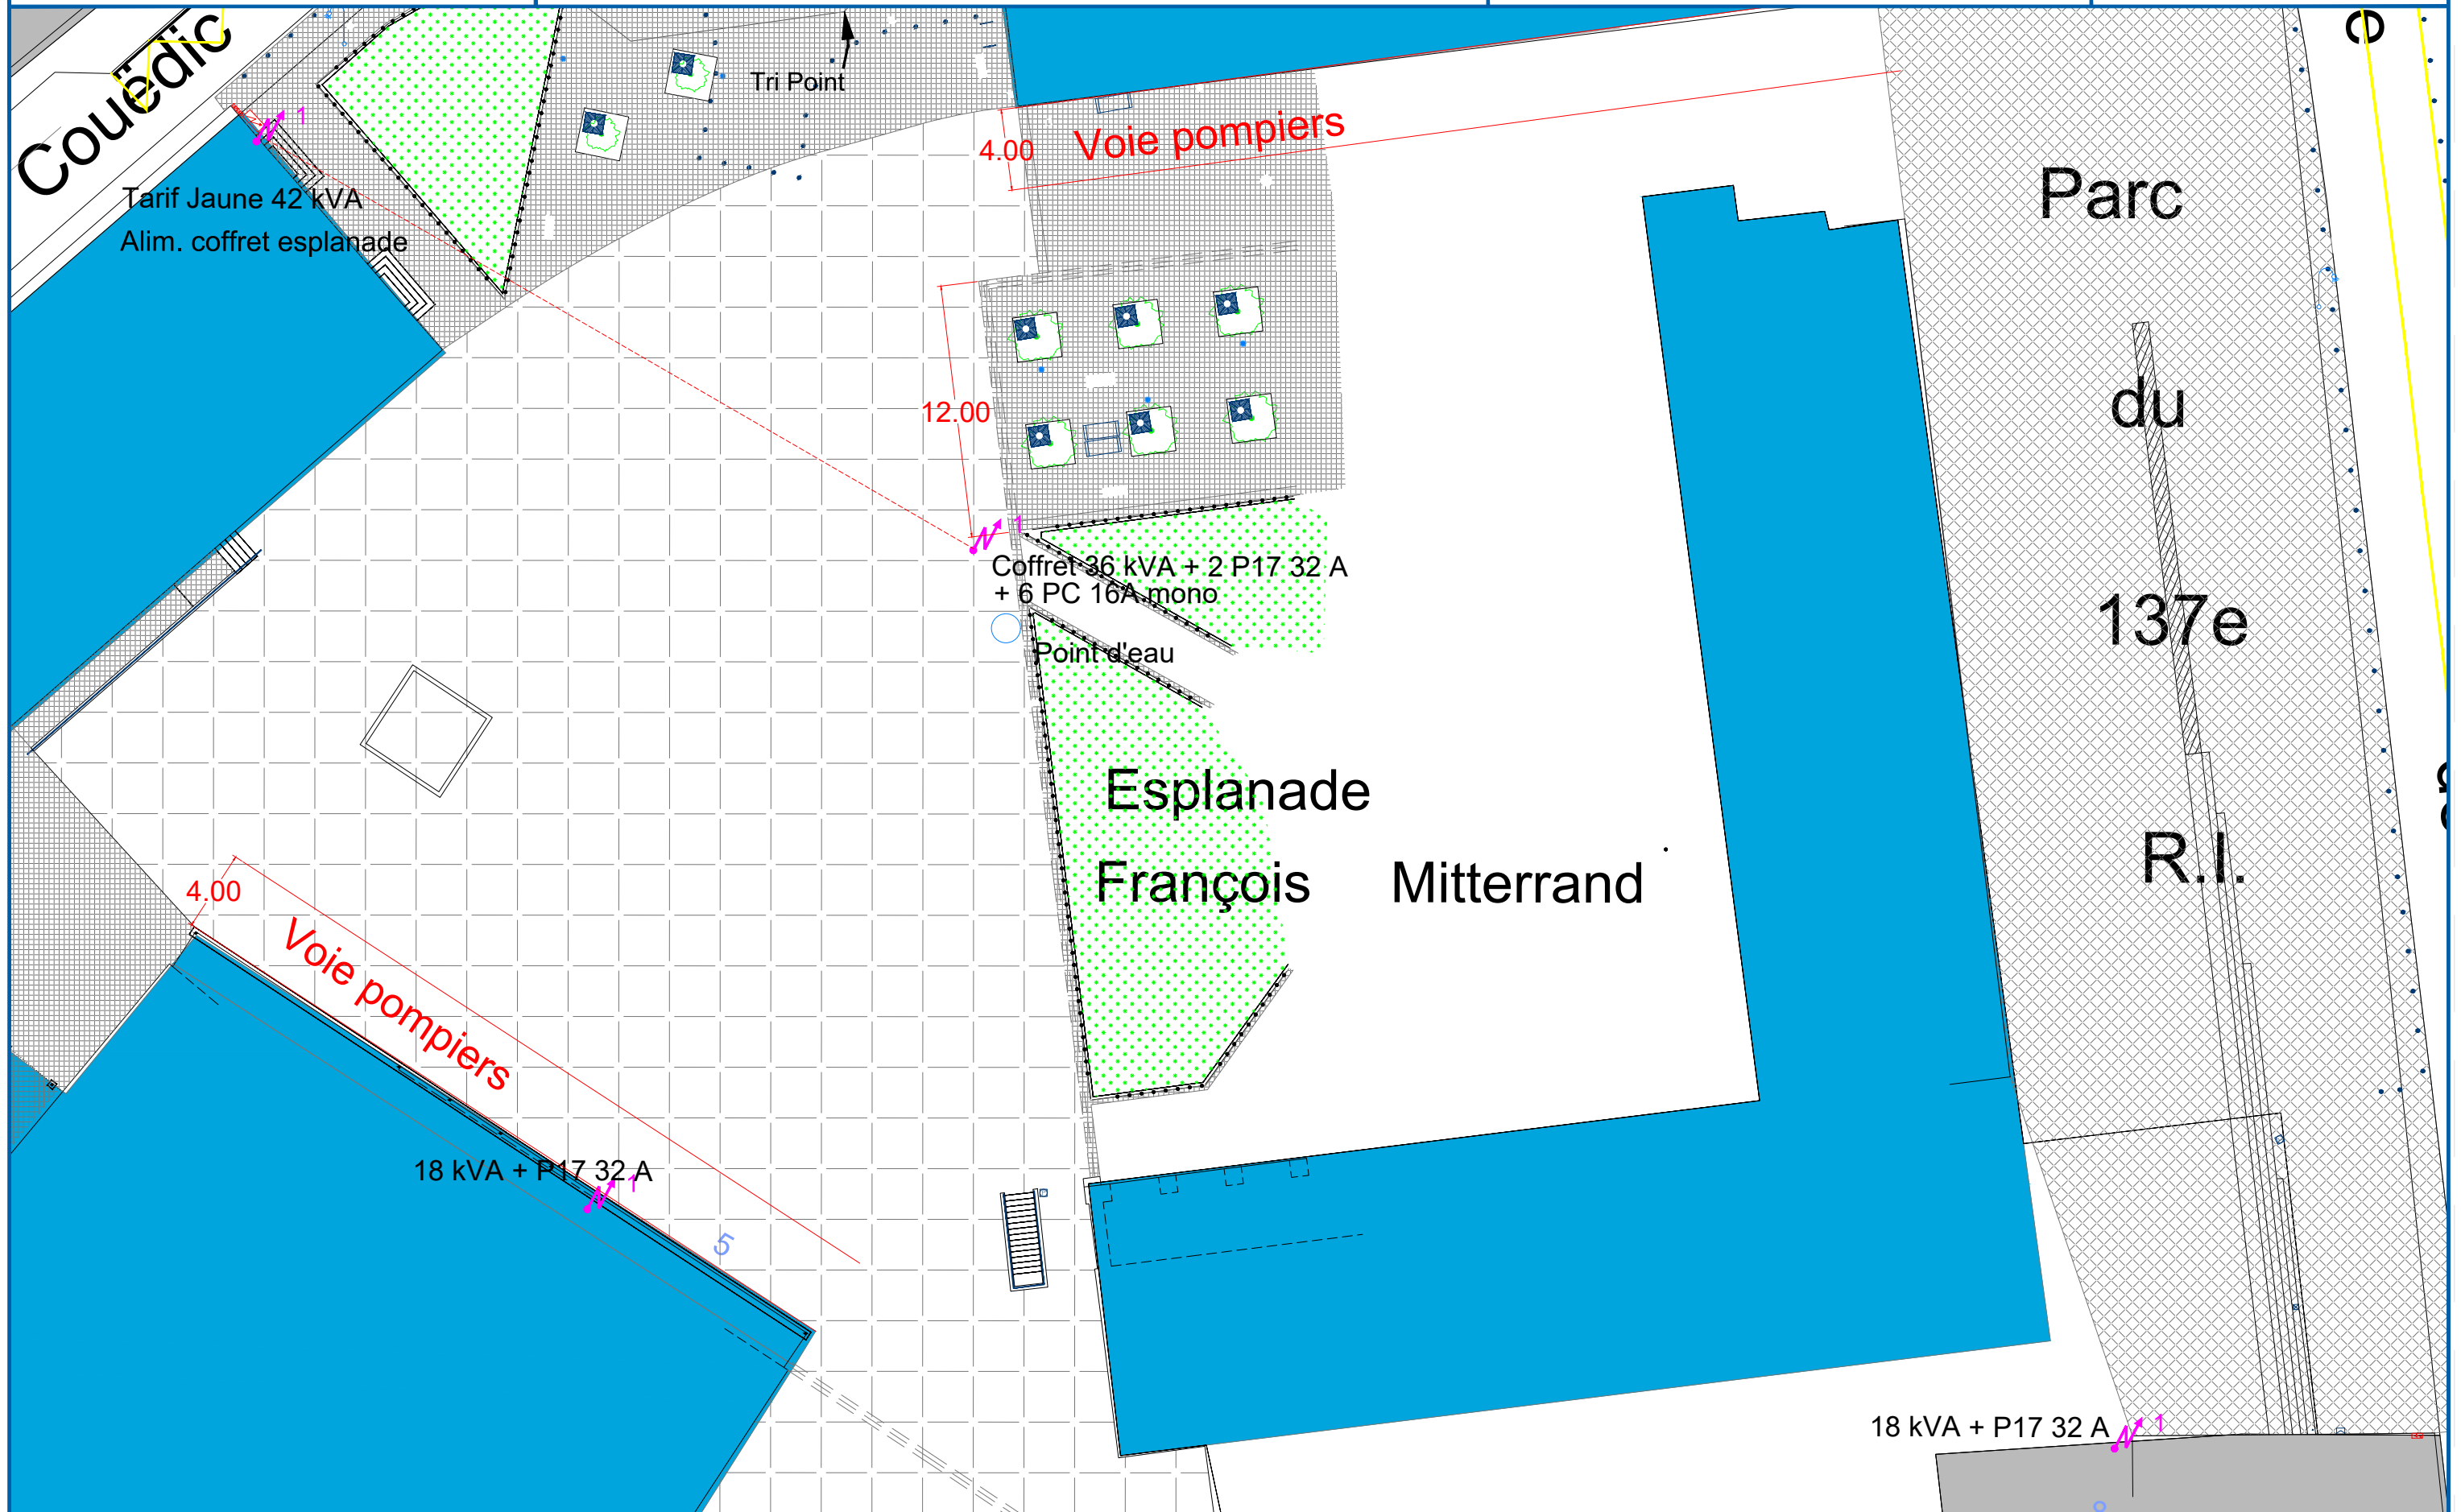 Couëdic
Tri Point
1
Voie pompiers
4.00
Tarif Jaune 42 kVA
Alim. coffret esplanade
Parc
du
137e
R.I.
12.00
1
Coffret 36 kVA + 2 P17 32 A
+ 6 PC 16A mono
Point d'eau
Esplanade
François Mitterrand
4.00
Voie pompiers
18 kVA + P17 32 A
1
5
18 kVA + P17 32 A
1
e